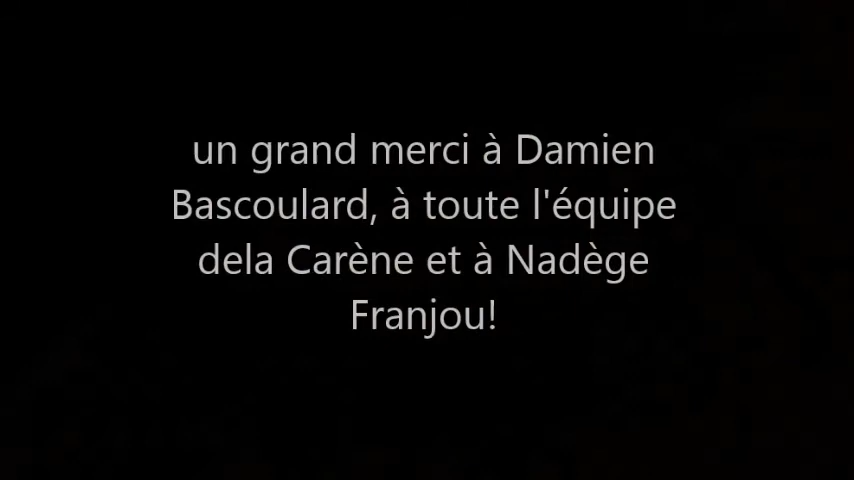 un grand merci à Damien
Bascoulard, à toute l'équipe
dela Carène et à Nadège
Franjou!